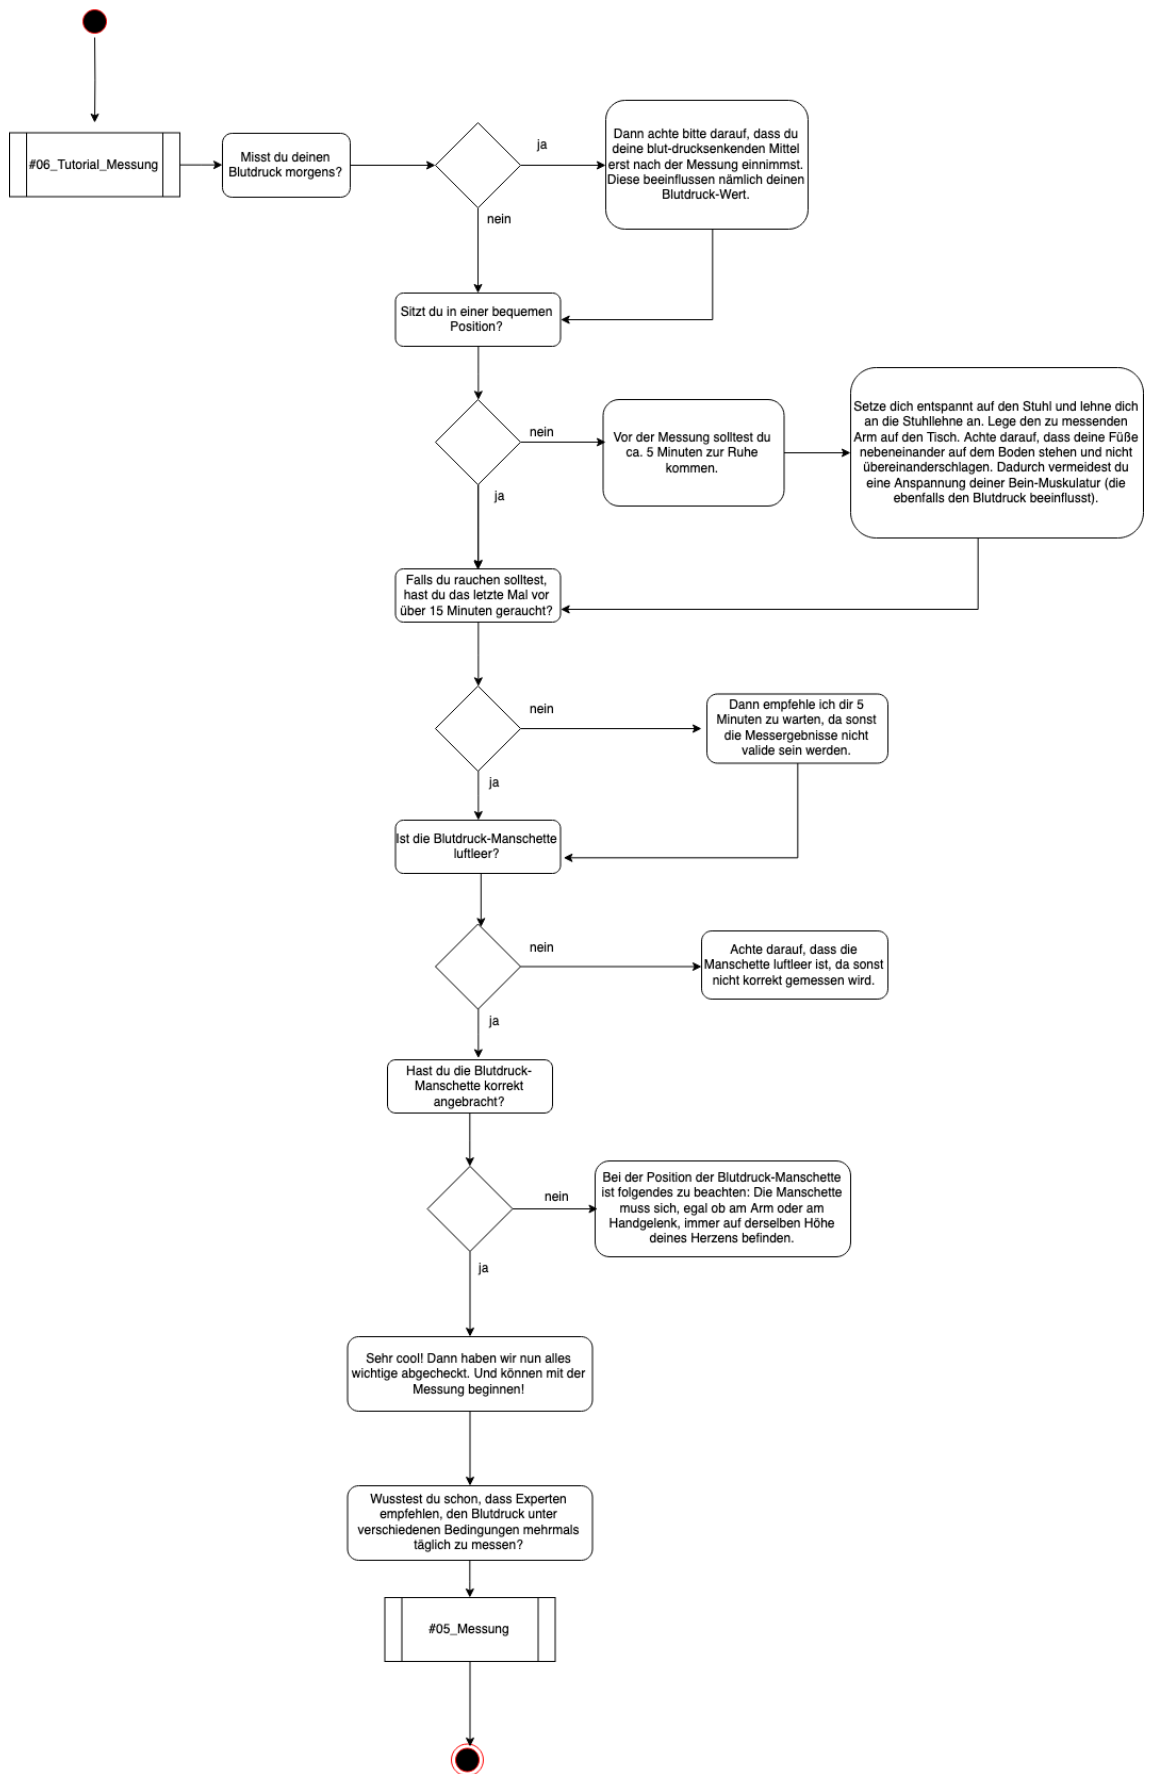 #06_Tutorial_Messung
Misst du deinen
Blutdruck morgens?
ja
Dann achte bitte darauf, dass du
deine blut-drucksenkenden Mittel
erst nach der Messung einnimmst.
Diese beeinflussen nämlich deinen
Blutdruck-Wert.
nein
Sitzt du in einer bequemen
Position?
nein
Vor der Messung solltest du
ca. 5 Minuten zur Ruhe
kommen.
Setze dich entspannt auf den Stuhl und lehne dich
an die Stuhllehne an. Lege den zu messenden
Arm auf den Tisch. Achte darauf, dass deine Füße
nebeneinander auf dem Boden stehen und nicht
übereinanderschlagen. Dadurch vermeidest du
eine Anspannung deiner Bein-Muskulatur (die
ebenfalls den Blutdruck beeinflusst).
ja
Falls du rauchen solltest,
hast du das letzte Mal vor
über 15 Minuten geraucht?
nein
Dann empfehle ich dir 5
Minuten zu warten, da sonst
die Messergebnisse nicht
valide sein werden.
ja
Ist die Blutdruck-Manschette
luftleer?
nein
Achte darauf, dass die
Manschette luftleer ist, da sonst
nicht korrekt gemessen wird.
ja
Hast du die Blutdruck-
Manschette korrekt
angebracht?
nein
Bei der Position der Blutdruck-Manschette
ist folgendes zu beachten: Die Manschette
muss sich, egal ob am Arm oder am
Handgelenk, immer auf derselben Höhe
deines Herzens befinden.
ja
Sehr cool! Dann haben wir nun alles
wichtige abgecheckt. Und können mit der
Messung beginnen!
Wusstest du schon, dass Experten
empfehlen, den Blutdruck unter
verschiedenen Bedingungen mehrmals
täglich zu messen?
#05_Messung